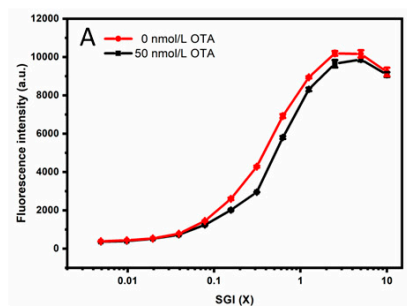 A
0 nmol/L OTA
50 nmol/L OTA
Fluorescence intensity (a.u.)
12000
10000
8000
6000
4000
2000
0
0.01
0.1
1
10
SGI (X)